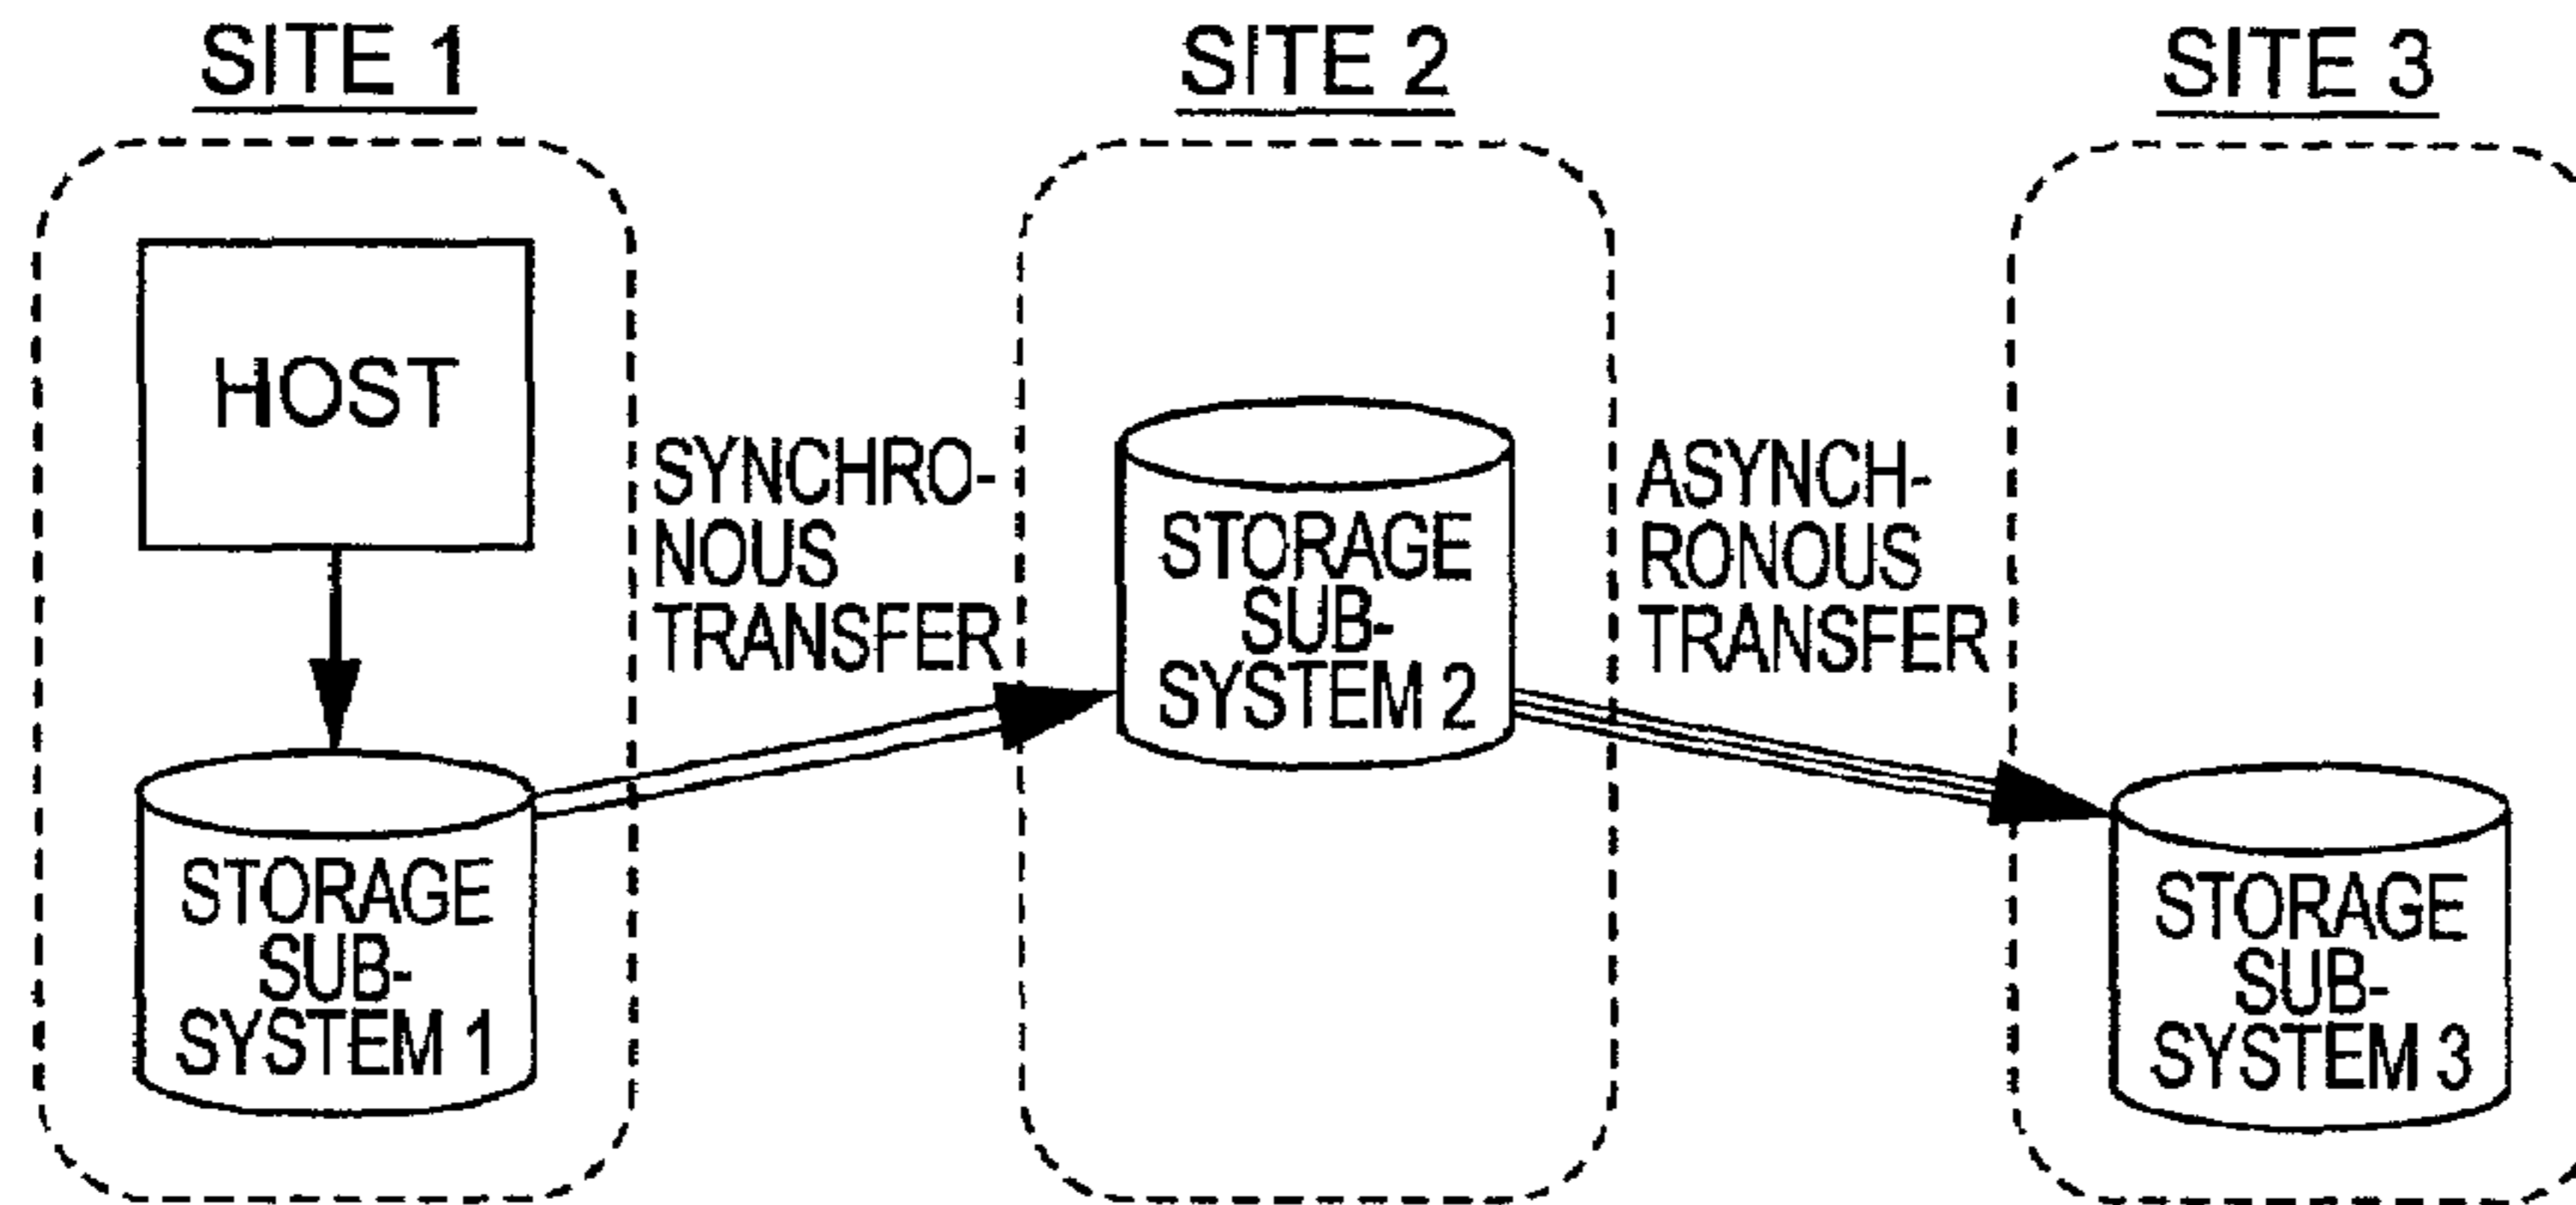 SITE 1
SITE 2
SITE 3
HOST
SYNCHRO-
NOUS
TRANSFER
STORAGE
SUB-
SYSTEM 2
ASYNCH-
RONOUS
TRANSFER
STORAGE
SUB-
SYSTEM 1
STORAGE
SUB-
SYSTEM 3